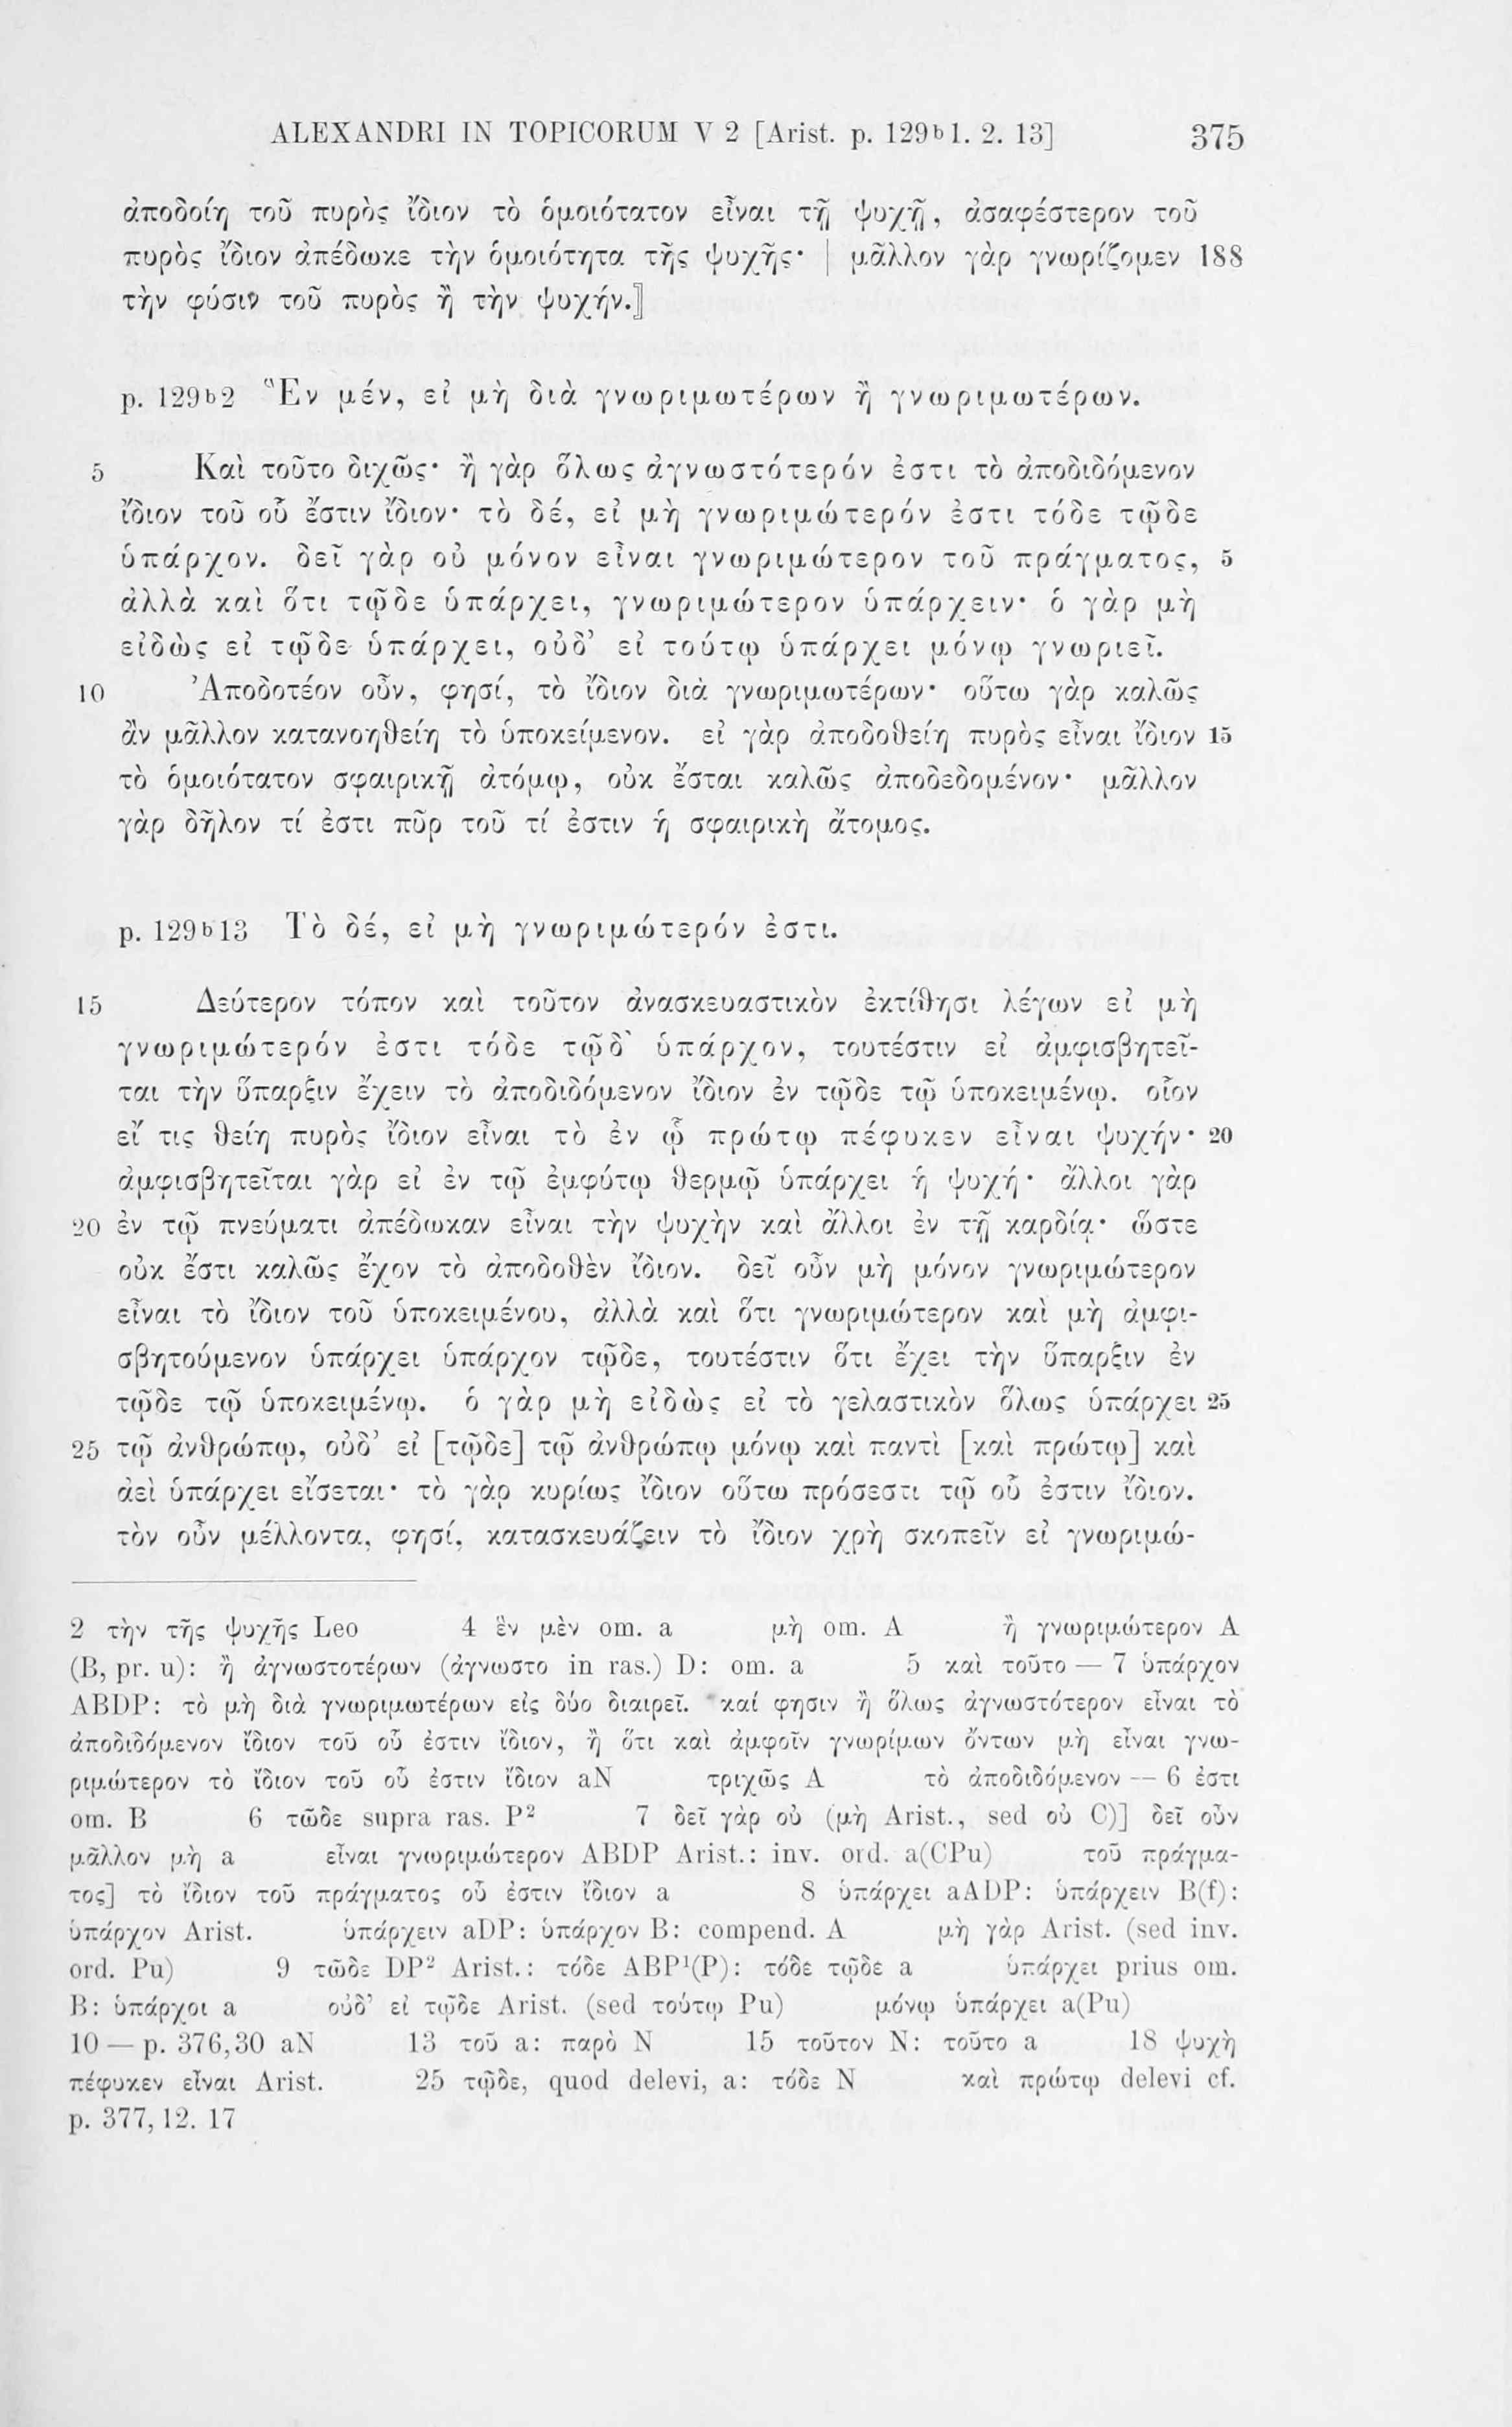 ALEXANDRI IN TOPICORUM V 2 [Arist. p. 129ᵇ1. 2. 13] 375
ἀποδοίη τοῦ πυρὸς ἴδιον τὸ ὁμοιότατον εἶναι τῇ ψυχῇ, ἀσαφέστερον τοῦ
πυρὸς ἴδιον ἀπέδωκε τὴν ὁμοιότητα τῆς ψυχῆς· | μᾶλλον γὰρ γνωρίζομεν 188
τὴν φύσιν τοῦ πυρὸς ἢ τὴν ψυχήν.⟧
p. 129ᵇ2 Ἓν μέν, εἰ μὴ διὰ γνωριμωτέρων ἢ γνωριμωτέρων.
5 Καὶ τοῦτο διχῶς· ἢ γὰρ ὅλως ἀγνωστότερόν ἐστι τὸ ἀποδιδόμενον
ἴδιον τοῦ οὗ ἔστιν ἴδιον· τὸ δέ, εἰ μὴ γνωριμώτερόν ἐστι τόδε τῷδε
ὑπάρχον. δεῖ γὰρ οὐ μόνον εἶναι γνωριμώτερον τοῦ πράγματος, 5
ἀλλὰ καὶ ὅτι τῷδε ὑπάρχει, γνωριμώτερον ὑπάρχειν· ὁ γὰρ μὴ
εἰδὼς εἰ τῷδε ὑπάρχει, οὐδ’ εἰ τούτῳ ὑπάρχει μόνῳ γνωριεῖ.
10 Ἀποδοτέον οὖν, φησί, τὸ ἴδιον διὰ γνωριμωτέρων· οὕτω γὰρ καλῶς
ἂν μᾶλλον κατανοηθείη τὸ ὑποκείμενον. εἰ γὰρ ἀποδοθείη πυρὸς εἶναι ἴδιον 15
τὸ ὁμοιότατον σφαιρικῇ ἀτόμῳ, οὐκ ἔσται καλῶς ἀποδεδομένον· μᾶλλον
γὰρ δῆλον τί ἐστι πῦρ τοῦ τί ἐστιν ἡ σφαιρικὴ ἄτομος.
p. 129ᵇ13 Τὸ δέ, εἰ μὴ γνωριμώτερόν ἐστι.
15 Δεύτερον τόπον καὶ τοῦτον ἀνασκευαστικὸν ἐκτίθησι λέγων εἰ μὴ
γνωριμώτερόν ἐστι τόδε τῷδ’ ὑπάρχον, τουτέστιν εἰ ἀμφισβητεῖ-
ται τὴν ὕπαρξιν ἔχειν τὸ ἀποδιδόμενον ἴδιον ἐν τῷδε τῷ ὑποκειμένῳ. οἷον
εἴ τις θείη πυρὸς ἴδιον εἶναι τὸ ἐν ᾧ πρώτῳ πέφυκεν εἶναι ψυχήν· 20
ἀμφισβητεῖται γὰρ εἰ ἐν τῷ ἐμφύτῳ θερμῷ ὑπάρχει ἡ ψυχή· ἄλλοι γὰρ
20 ἐν τῷ πνεύματι ἀπέδωκαν εἶναι τὴν ψυχὴν καὶ ἄλλοι ἐν τῇ καρδίᾳ· ὥστε
οὐκ ἔστι καλῶς ἔχον τὸ ἀποδοθὲν ἴδιον. δεῖ οὖν μὴ μόνον γνωριμώτερον
εἶναι τὸ ἴδιον τοῦ ὑποκειμένου, ἀλλὰ καὶ ὅτι γνωριμώτερον καὶ μὴ ἀμφι-
σβητούμενον ὑπάρχει ὑπάρχον τῷδε, τουτέστιν ὅτι ἔχει τὴν ὕπαρξιν ἐν
τῷδε τῷ ὑποκειμένῳ. ὁ γὰρ μὴ εἰδὼς εἰ τὸ γελαστικὸν ὅλως ὑπάρχει 25
25 τῷ ἀνθρώπῳ, οὐδ’ εἰ [τῷδε] τῷ ἀνθρώπῳ μόνῳ καὶ παντὶ [καὶ πρώτῳ] καὶ
ἀεὶ ὑπάρχει εἴσεται· τὸ γὰρ κυρίως ἴδιον οὕτω πρόσεστι τῷ οὗ ἐστιν ἴδιον.
τὸν οὖν μέλλοντα, φησί, κατασκευάζειν τὸ ἴδιον χρὴ σκοπεῖν εἰ γνωριμώ-
2 τὴν τῆς ψυχῆς Leo 4 ἓν μὲν om. a μὴ om. A ἢ γνωριμώτερον A
(B, pr. u): ἢ ἀγνωστοτέρων (ἀγνωστο in ras.) D: om. a 5 καὶ τοῦτο — 7 ὑπάρχον
ABDP: τὸ μὴ διὰ γνωριμωτέρων εἰς δύο διαιρεῖ. καί φησιν ἢ ὅλως ἀγνωστότερον εἶναι τὸ
ἀποδιδόμενον ἴδιον τοῦ οὗ ἐστιν ἴδιον, ἢ ὅτι καὶ ἀμφοῖν γνωρίμων ὄντων μὴ εἶναι γνω-
ριμώτερον τὸ ἴδιον τοῦ οὗ ἐστιν ἴδιον aN τριχῶς A τὸ ἀποδιδόμενον — 6 ἐστι
om. B 6 τῶδε supra ras. P² 7 δεῖ γὰρ οὐ (μὴ Arist., sed οὐ C)] δεῖ οὖν
μᾶλλον μὴ a εἶναι γνωριμώτερον ABDP Arist.: inv. ord. a(CPu) τοῦ πράγμα-
τος] τὸ ἴδιον τοῦ πράγματος οὗ ἐστιν ἴδιον a 8 ὑπάρχει aADP: ὑπάρχειν B(f):
ὑπάρχον Arist. ὑπάρχειν aDP: ὑπάρχον B: compend. A μὴ γὰρ Arist. (sed inv.
ord. Pu) 9 τῶδε DP² Arist.: τόδε ABP¹(P): τόδε τῷδε a ὑπάρχει prius om.
B: ὑπάρχοι a οὐδ’ εἰ τῷδε Arist. (sed τούτῳ Pu) μόνῳ ὑπάρχει a(Pu)
10 — p. 376,30 aN 13 τοῦ a: παρὸ N 15 τοῦτον N: τοῦτο a 18 ψυχὴ
πέφυκεν εἶναι Arist. 25 τῷδε, quod delevi, a: τόδε N καὶ πρώτῳ delevi cf.
p. 377, 12. 17